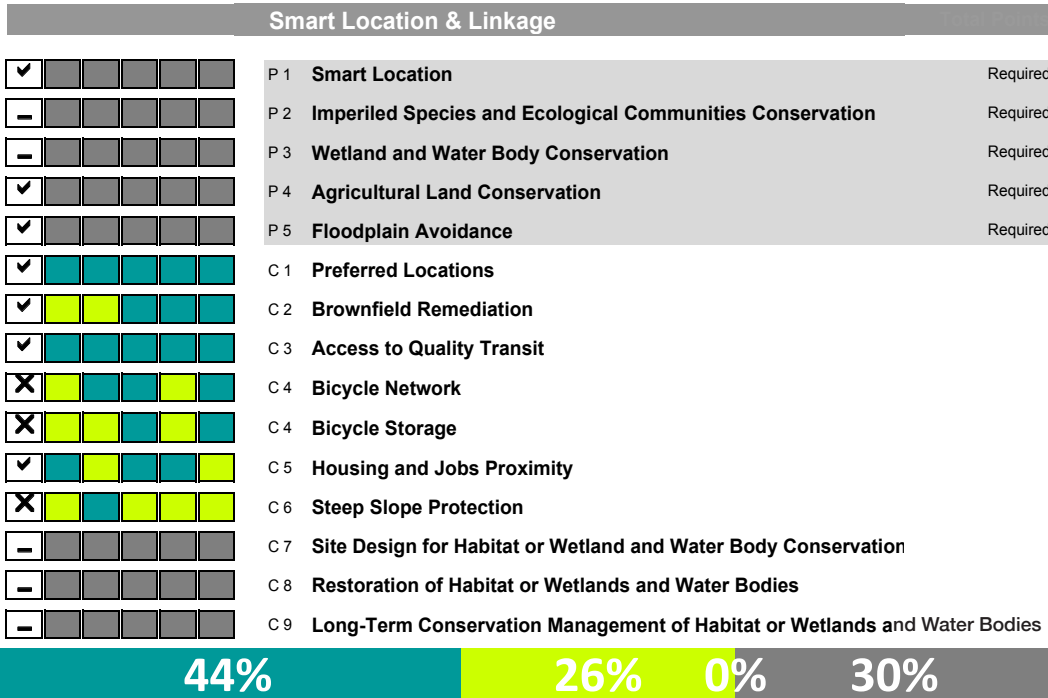 Smart Location & Linkage Total Points
P 1 Smart Location Required
P 2 Imperiled Species and Ecological Communities Conservation Required
P 3 Wetland and Water Body Conservation Required
P 4 Agricultural Land Conservation Required
P 5 Floodplain Avoidance Required
C 1 Preferred Locations
C 2 Brownfield Remediation
C 3 Access to Quality Transit
C 4 Bicycle Network
C 4 Bicycle Storage
C 5 Housing and Jobs Proximity
C 6 Steep Slope Protection
C 7 Site Design for Habitat or Wetland and Water Body Conservation
C 8 Restoration of Habitat or Wetlands and Water Bodies
C 9 Long-Term Conservation Management of Habitat or Wetlands and Water Bodies
44% 26% 0% 30%